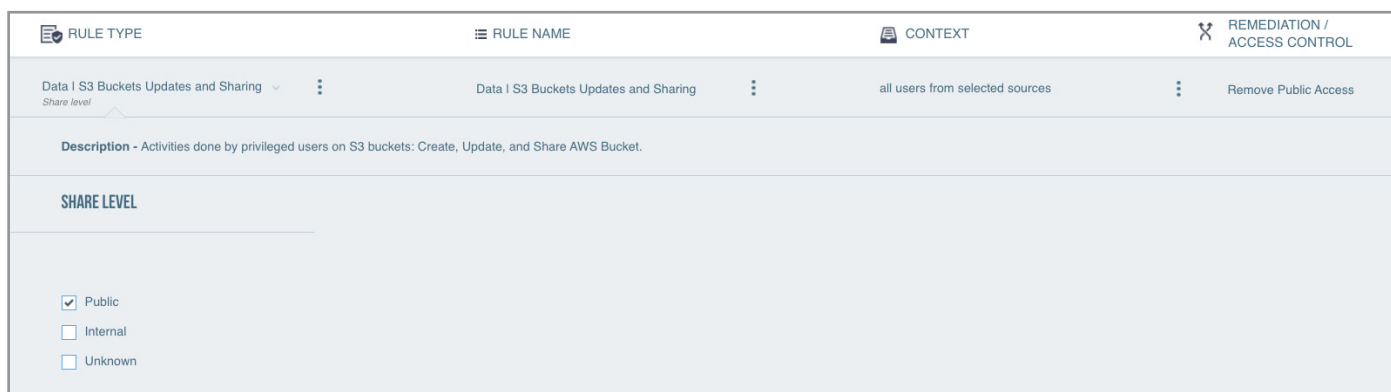 RULE TYPE
RULE NAME
CONTEXT
REMEDIATION /
ACCESS CONTROL
Data | S3 Buckets Updates and Sharing
Share level
Data | S3 Buckets Updates and Sharing
all users from selected sources
Remove Public Access
Description - Activities done by privileged users on S3 buckets: Create, Update, and Share AWS Bucket.
SHARE LEVEL
Public
Internal
Unknown